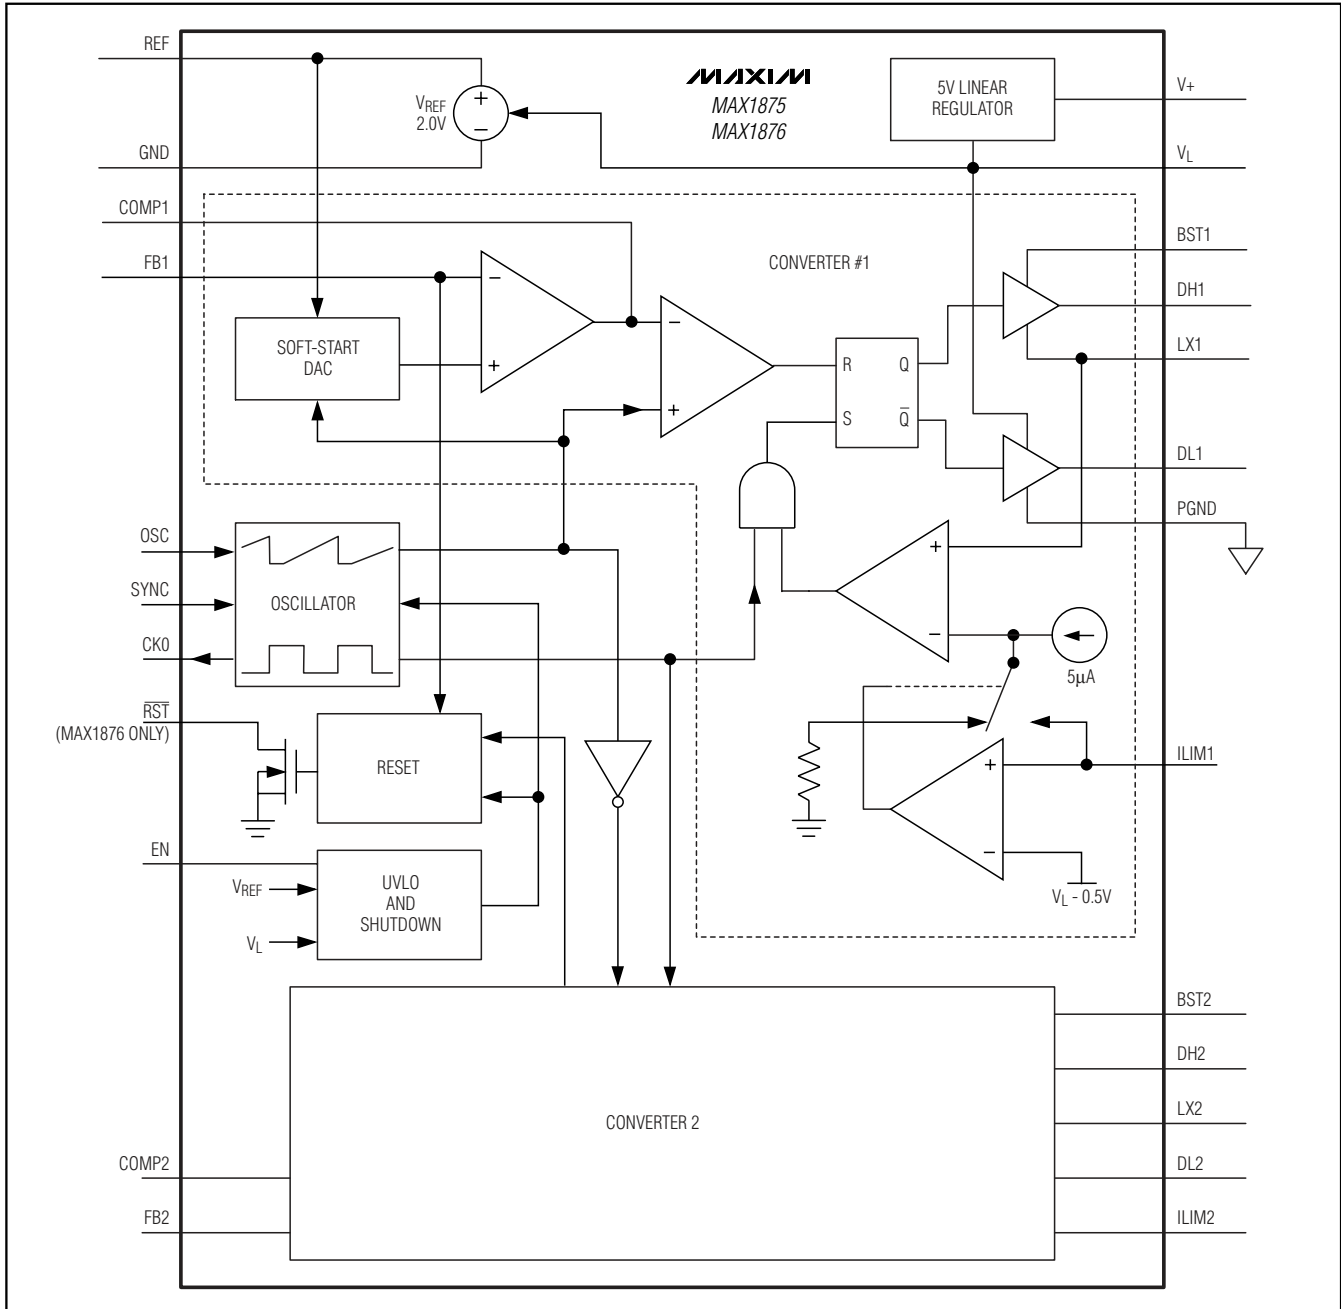 REF
MAXIM
MAX1875
MAX1876
5V LINEAR
REGULATOR
V+
VREF
2.0V
+
−
GND
VL
COMP1
FB1
CONVERTER #1
BST1
DH1
LX1
SOFT-START
DAC
−
+
−
+
R
Q
S
Q̅
DL1
PGND
OSC
SYNC
CK0
OSCILLATOR
+
−
5µA
RST
(MAX1876 ONLY)
RESET
ILIM1
+
−
VL - 0.5V
EN
VREF
VL
UVLO
AND
SHUTDOWN
CONVERTER 2
BST2
DH2
LX2
DL2
ILIM2
COMP2
FB2